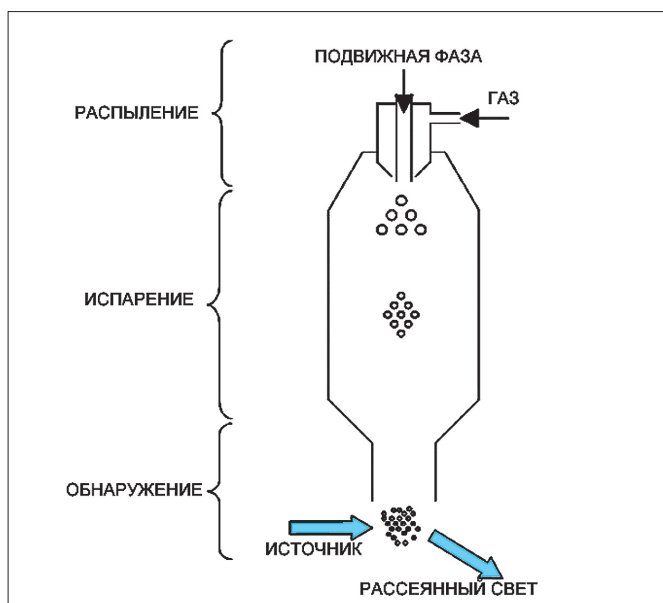 ПОДВИЖНАЯ ФАЗА
ГАЗ
РАСПЫЛЕНИЕ
ИСПАРЕНИЕ
ОБНАРУЖЕНИЕ
ИСТОЧНИК
РАССЕЯННЫЙ СВЕТ